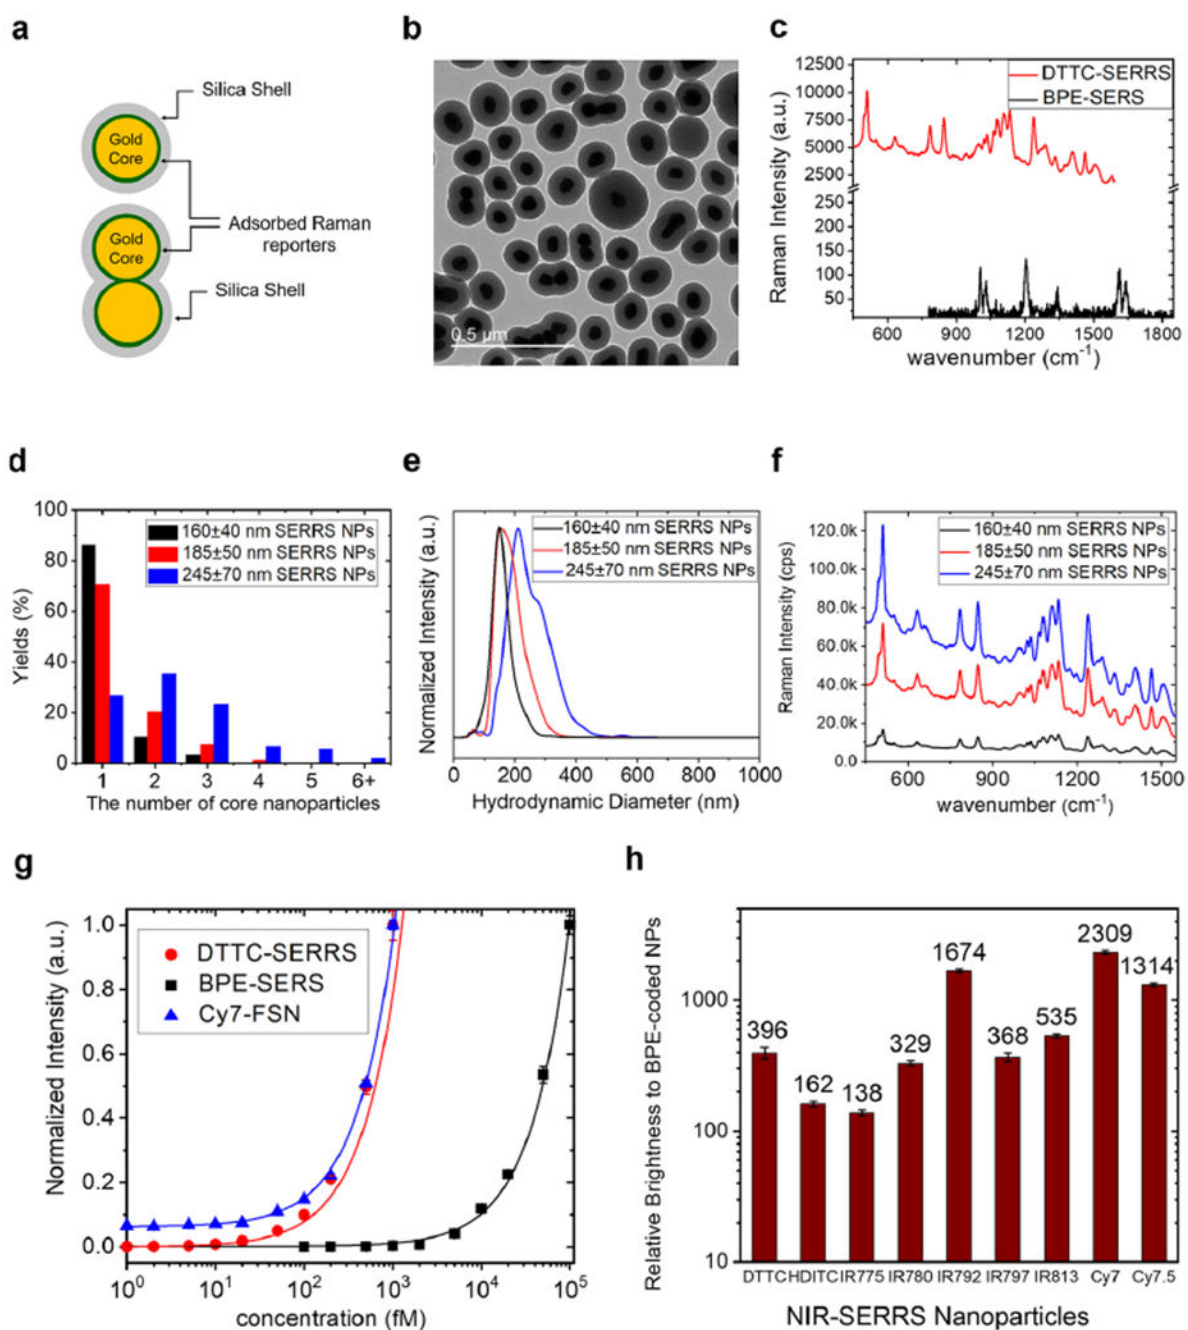 a
Silica Shell
Gold
Core
Gold
Core
Adsorbed Raman
reporters
Silica Shell
b
0.5 µm
c
DTTC-SERRS
BPE-SERS
12500
10000
7500
5000
2500
250
200
150
100
50
Raman Intensity (a.u.)
600 900 1200 1500 1800
wavenumber (cm⁻¹)
d
160±40 nm SERRS NPs
185±50 nm SERRS NPs
245±70 nm SERRS NPs
100
80
60
40
20
0
Yields (%)
1 2 3 4 5 6+
The number of core nanoparticles
e
160±40 nm SERRS NPs
185±50 nm SERRS NPs
245±70 nm SERRS NPs
Normalized Intensity (a.u.)
0 200 400 600 800 1000
Hydrodynamic Diameter (nm)
f
160±40 nm SERRS NPs
185±50 nm SERRS NPs
245±70 nm SERRS NPs
120.0k
100.0k
80.0k
60.0k
40.0k
20.0k
0.0
Raman Intensity (cps)
600 900 1200 1500
wavenumber (cm⁻¹)
g
DTTC-SERRS
BPE-SERS
Cy7-FSN
1.0
0.8
0.6
0.4
0.2
0.0
Normalized Intensity (a.u.)
10⁰ 10¹ 10² 10³ 10⁴ 10⁵
concentration (fM)
h
Relative Brightness to BPE-coded NPs
1000
100
10
396 162 138 329 1674 368 535 2309 1314
DTTC HDITC IR775 IR780 IR792 IR797 IR813 Cy7 Cy7.5
NIR-SERRS Nanoparticles